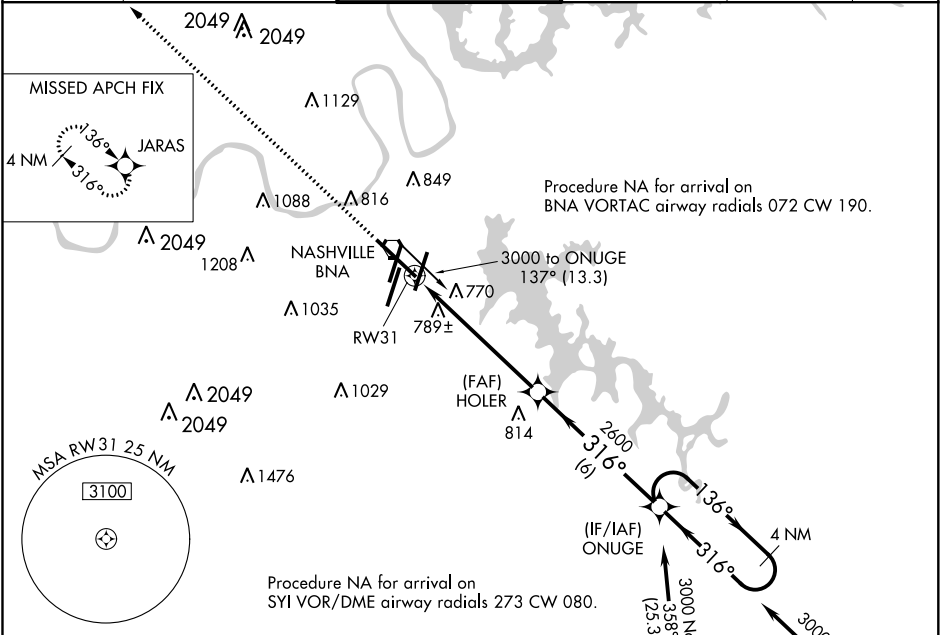 2049
2049
MISSED APCH FIX
136°
JARAS
4 NM
316°
1129
849
1088
816
Procedure NA for arrival on
BNA VORTAC airway radials 072 CW 190.
2049
1208
NASHVILLE
BNA
3000 to ONUGE
137° (13.3)
770
1035
789±
RW31
2049
2049
1029
(FAF)
HOLER
814
2600
316°
(6)
MSA RW31 25 NM
3100
1476
136°
(IF/IAF)
ONUGE
4 NM
316°
Procedure NA for arrival on
SYI VOR/DME airway radials 273 CW 080.
358°
(25.3
3000